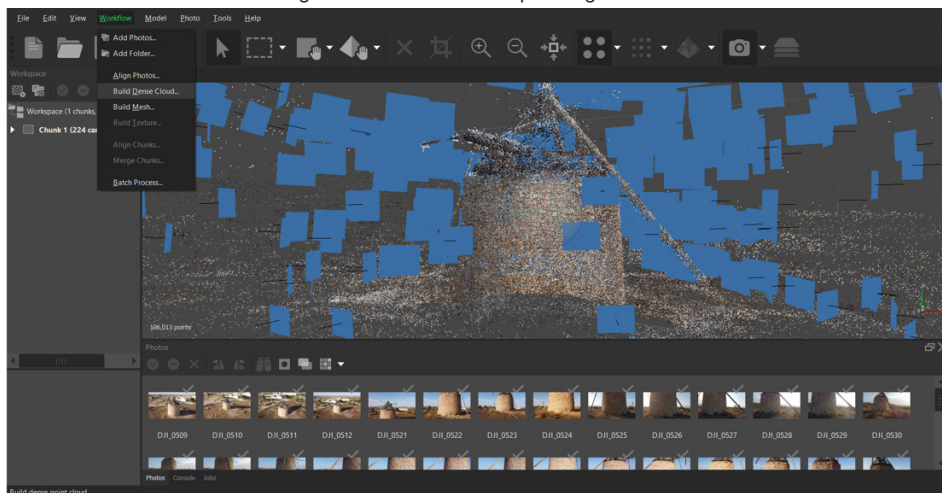 File Edit View Workflow Model Photo Tools Help
Add Photos...
Add Folder...
Align Photos...
Build Dense Cloud...
Build Mesh...
Build Texture...
Align Chunks...
Merge Chunks...
Batch Process...
Workspace
Workspace (1 chunks,
Chunk 1 (224 ca
points
Photos
DJI_0509 DJI_0510 DJI_0511 DJI_0512 DJI_0521 DJI_0522 DJI_0523 DJI_0524 DJI_0525 DJI_0526 DJI_0527 DJI_0528 DJI_0529 DJI_0530
Photos Console Jobs
Build dense point cloud